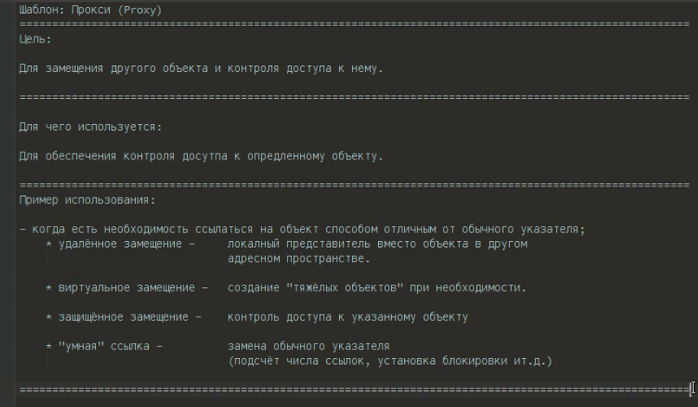 Шаблон: Прокси (Proxy)
====================================================================================================
Цель:
Для замещения другого объекта и контроля доступа к нему.
====================================================================================================
Для чего используется:
Для обеспечения контроля досутпа к опредленному объекту.
====================================================================================================
Пример использования:
- когда есть необходимость ссылаться на объект способом отличным от обычного указателя;
* удалённое замещение - локалный представитель вместо объекта в другом
адресном пространстве.
* виртуальное замещение - создание "тяжёлых объектов" при необходимости.
* защищённое замещение - контроль доступа к указанному объекту
* "умная" ссылка - замена обычного указателя
(подсчёт числа ссылок, установка блокировки ит.д.)
====================================================================================================